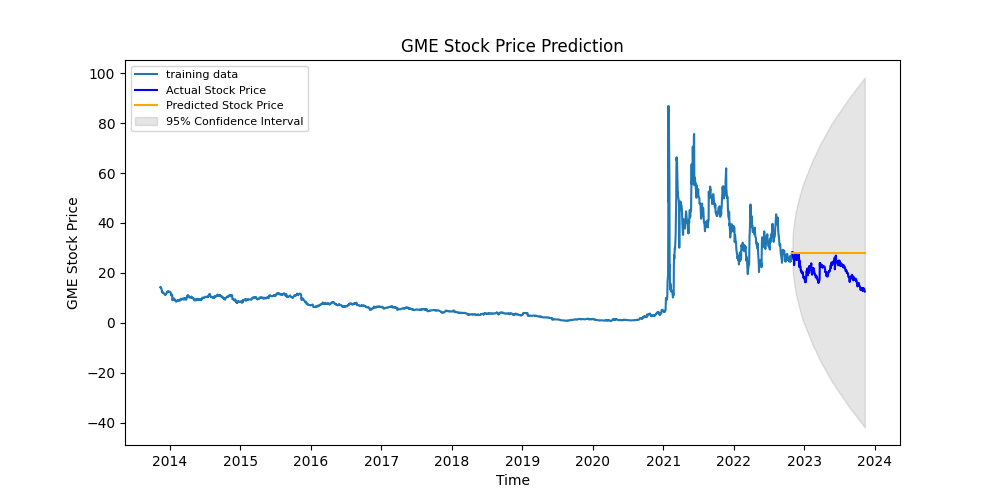 GME Stock Price Prediction
training data
Actual Stock Price
Predicted Stock Price
95% Confidence Interval
GME Stock Price
100
80
60
40
20
0
−20
−40
2014 2015 2016 2017 2018 2019 2020 2021 2022 2023 2024
Time